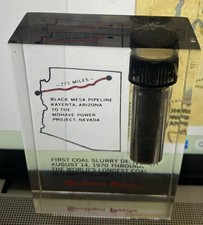 273 MILES
BLACK MESA PIPELINE
KAYENTA, ARIZONA
TO THE
MOHAVE POWER
PROJECT, NEVADA
FIRST COAL SLURRY
AUGUST 14, 1970 THROUGH
THE WORLD'S LONGEST COAL